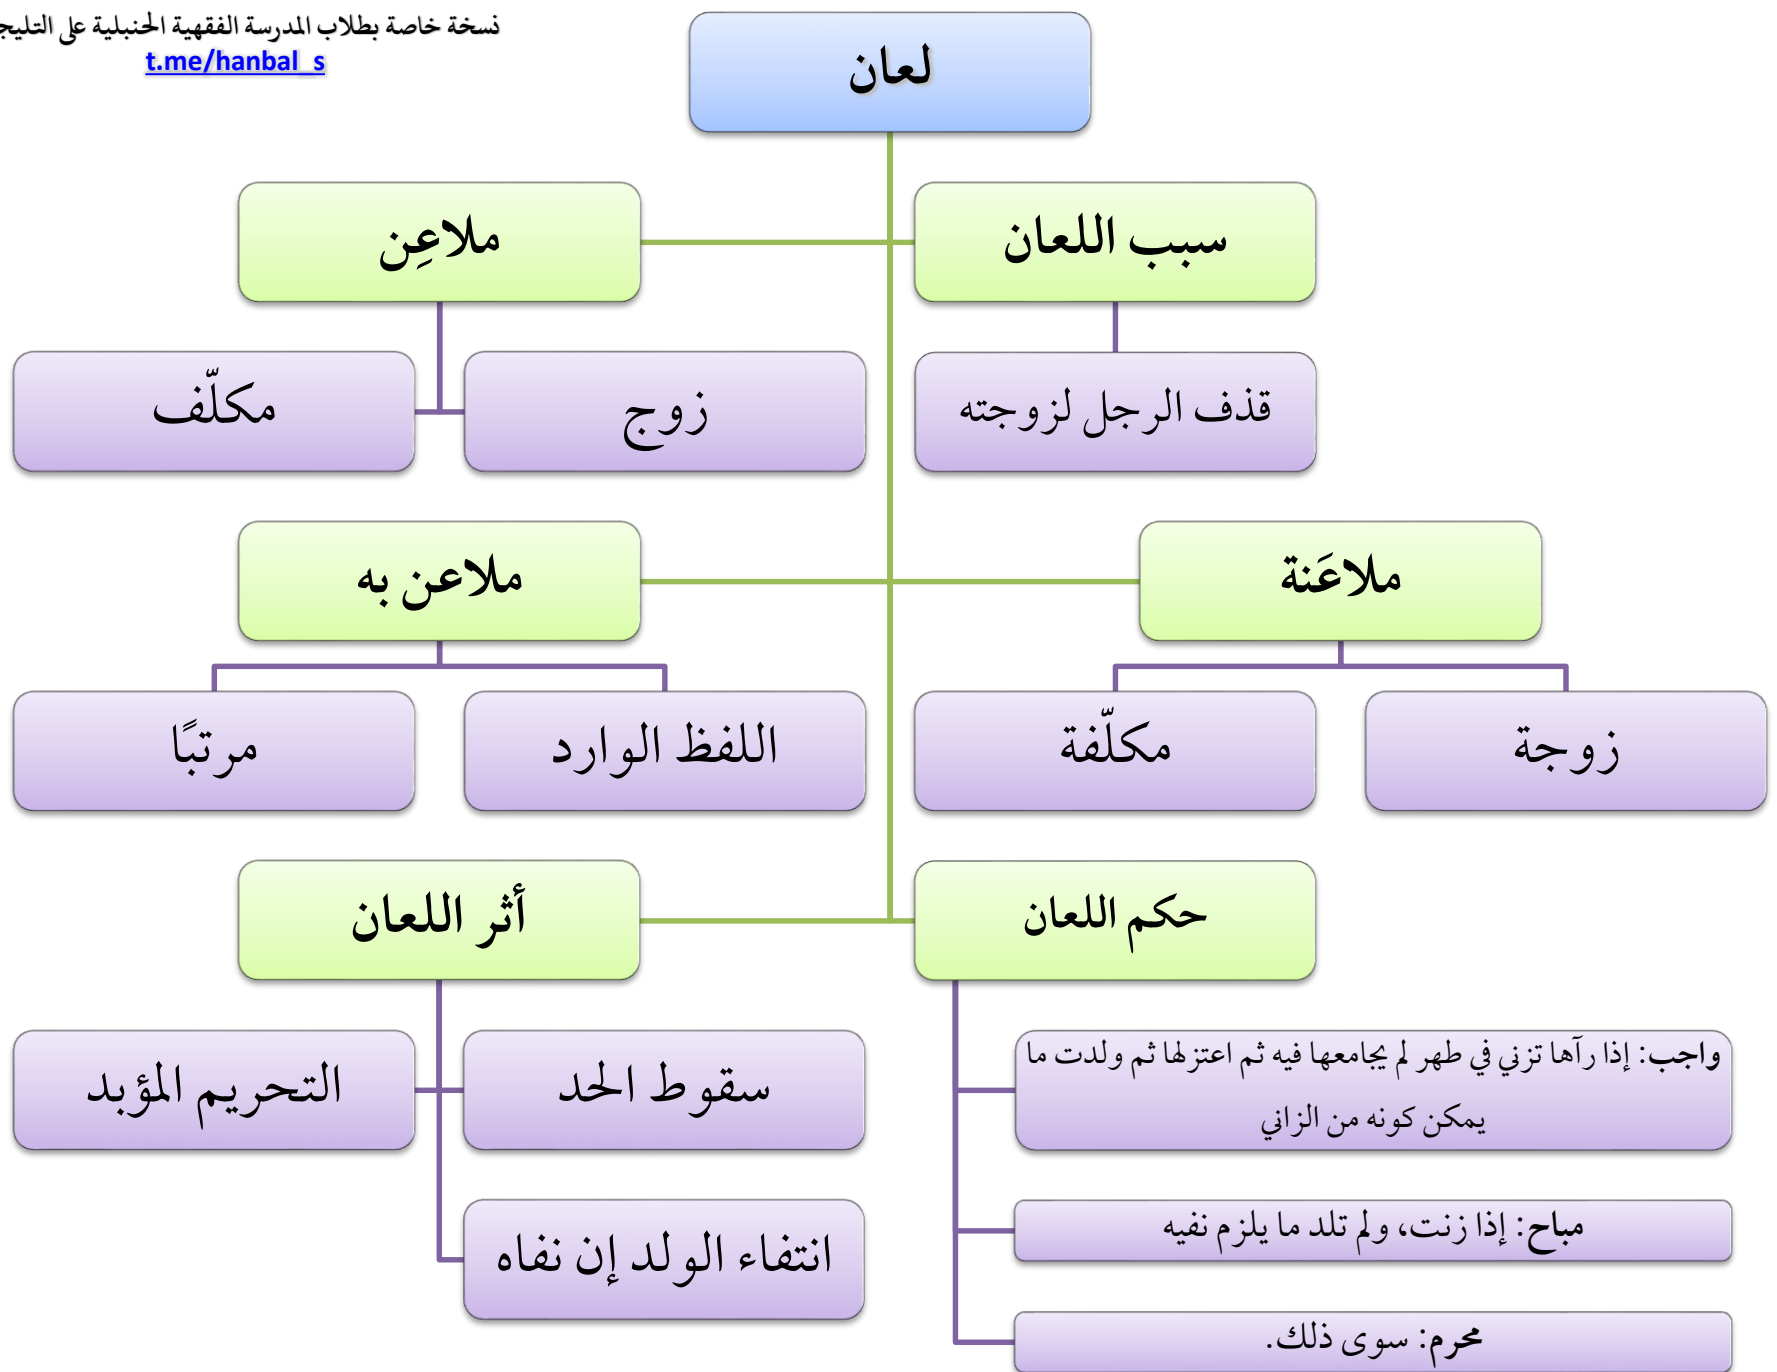 نسخة خاصة بطلاب المدرسة الفقهية الحنبلية على
t.me/hanbal_s
لعان
سبب اللعان
ملاعِن
قذف الرجل لزوجته
زوج
مكلّف
ملاعَنة
ملاعن به
زوجة
مكلّفة
اللفظ الوارد
مرتبًا
حكم اللعان
أثر اللعان
واجب: إذا رآها تزني في طهر لم يجامعها فيه ثم اعتزلها ثم ولدت ما
يمكن كونه من الزاني
مباح: إذا زنت، ولم تلد ما يلزم نفيه
محرم: سوى ذلك.
سقوط الحد
التحريم المؤبد
انتفاء الولد إن نفاه